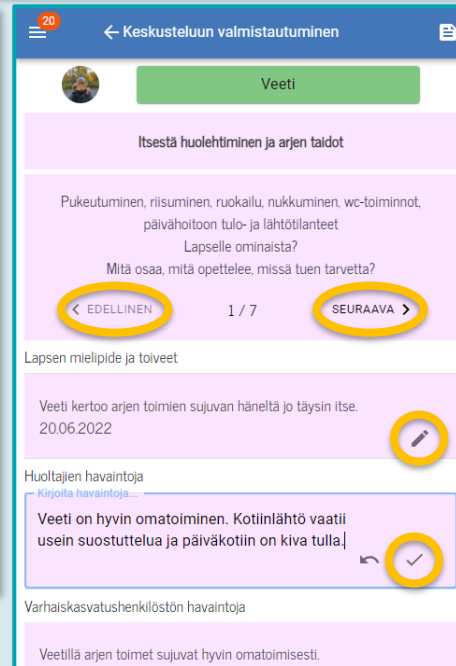 20
Keskusteluun valmistautuminen
Veeti
Itsestä huolehtiminen ja arjen taidot
Pukeutuminen, riisuminen, ruokailu, nukkuminen, wc-toiminnot,
päivähoitoon tulo- ja lähtötilanteet
Lapselle ominaista?
Mitä osaa, mitä opettelee, missä tuen tarvetta?
EDELLINEN 1 / 7 SEURAAVA
Lapsen mielipide ja toiveet
Veeti kertoo arjen toimien sujuvan häneltä jo täysin itse.
20.06.2022
Huoltajien havaintoja
Kirjoita havaintoja...
Veeti on hyvin omatoiminen. Kotiinlähtö vaatii
usein suostuttelua ja päiväkotiin on kiva tulla.
Varhaiskasvatushenkilöstön havaintoja
Veetillä arjen toimet sujuvat hyvin omatoimisesti.